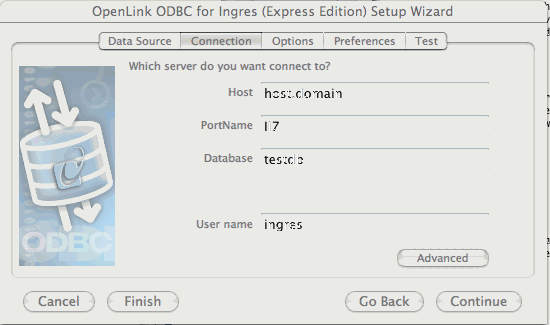 OpenLink ODBC for Ingres (Express Edition) Setup Wizard
Data Source Connection Options Preferences Test
Which server do you want to connect to?
Host host.domain
PortName II7
Database testdb
User name ingres
Advanced
ODBC
Cancel Finish Go Back Continue